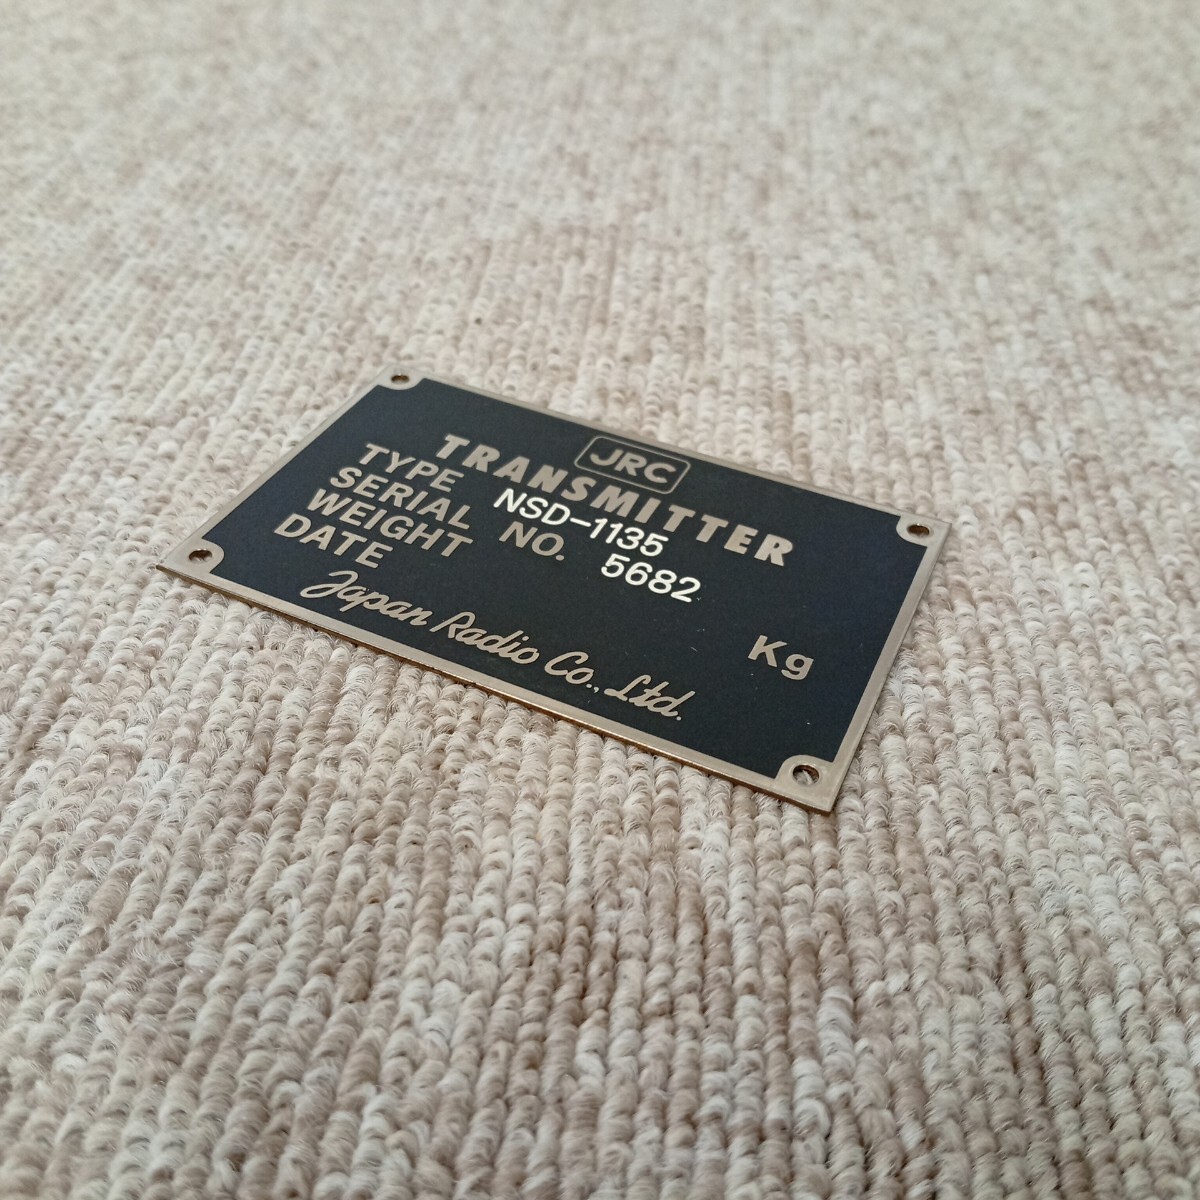 JRC
TRANSMITTER
TYPE NSD-1135
SERIAL NO. 5682
WEIGHT Kg
DATE
Japan Radio Co., Ltd.